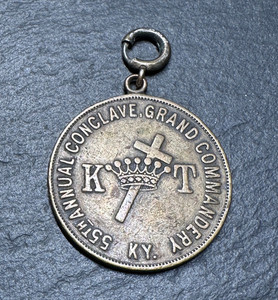 55TH ANNUAL CONCLAVE, GRAND COMMANDERY
K T
KY.